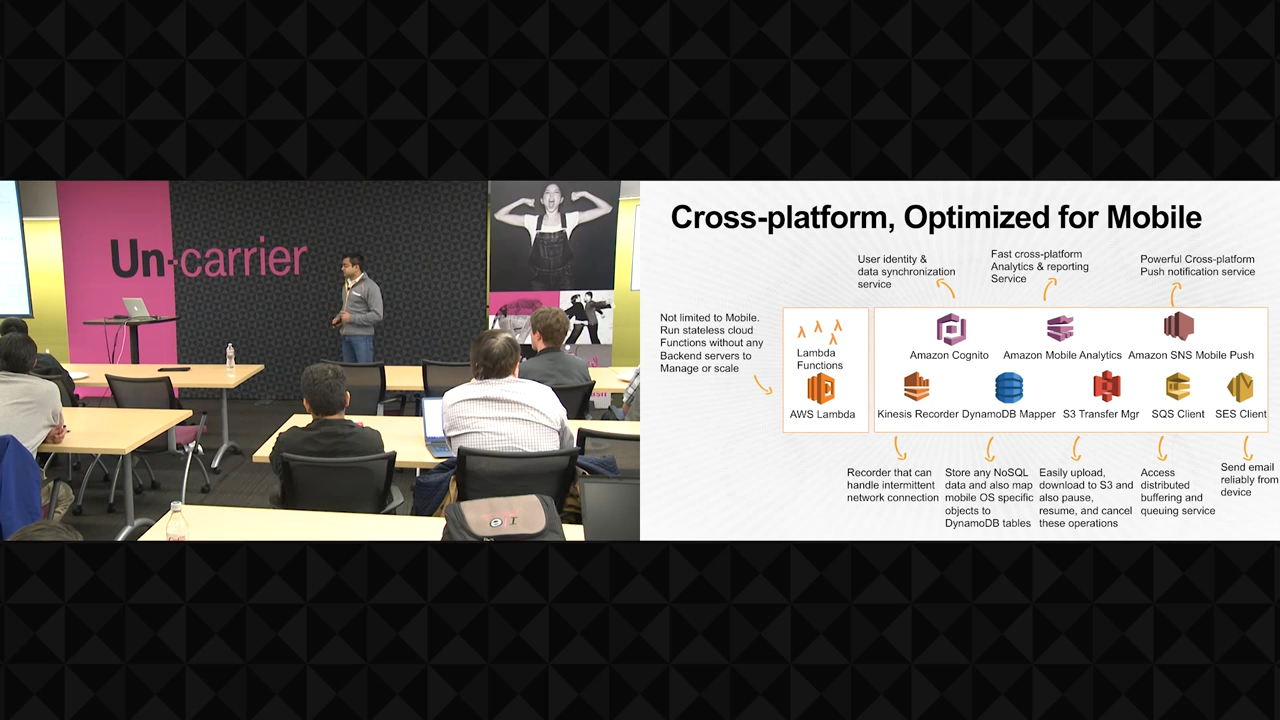 Un-carrier
Cross-platform, Optimized for Mobile
User identity &
data synchronization
service
Fast cross-platform
Analytics & reporting
Service
Powerful Cross-platform
Push notification service
Not limited to Mobile.
Run stateless cloud
Functions without any
Backend servers to
Manage or scale
Lambda
Functions
AWS Lambda
Amazon Cognito
Amazon Mobile Analytics
Amazon SNS Mobile Push
Kinesis Recorder
DynamoDB Mapper
S3 Transfer Mgr
SQS Client
SES Client
Recorder that can
handle intermittent
network connection
Store any NoSQL
data and also map
mobile OS specific
objects to
DynamoDB tables
Easily upload,
download to S3 and
also pause,
resume, and cancel
these operations
Access
distributed
buffering and
queuing service
Send email
reliably from
device